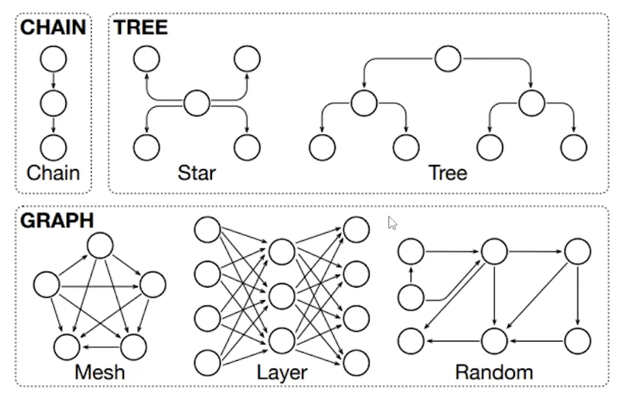 CHAIN
Chain
TREE
Star
Tree
GRAPH
Mesh
Layer
Random